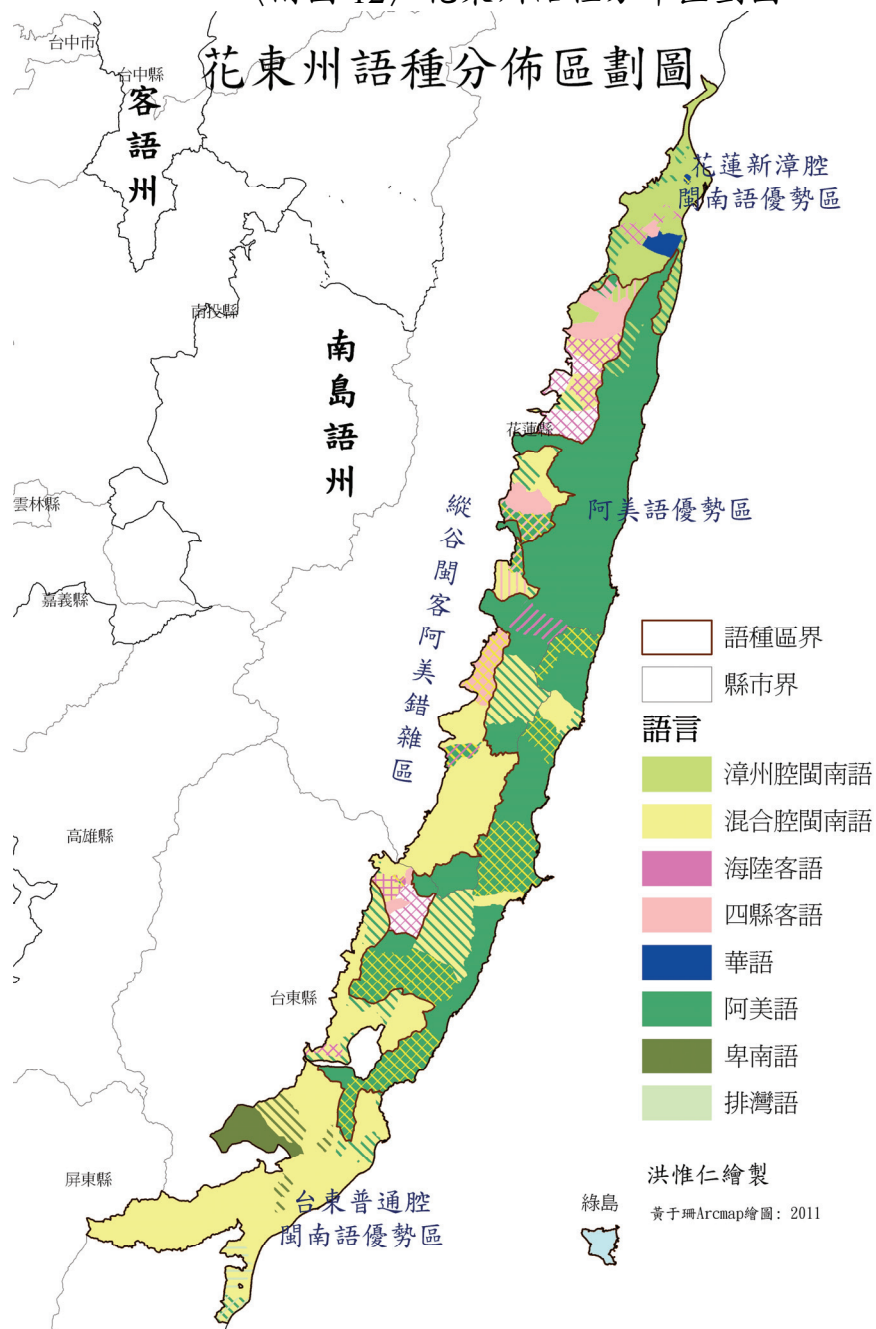 花東州語種分佈區劃圖
台中市
台中縣
客語州
花蓮新漳腔
閩南語優勢區
南投縣
南島語州
花蓮縣
雲林縣
縱谷閩客阿美錯雜區
阿美語優勢區
嘉義縣
語種區界
縣市界
語言
漳州腔閩南語
混合腔閩南語
高雄縣
海陸客語
四縣客語
華語
台東縣
阿美語
卑南語
排灣語
屏東縣
洪惟仁繪製
台東普通腔
閩南語優勢區
綠島
黃于珊Arcmap繪圖: 2011